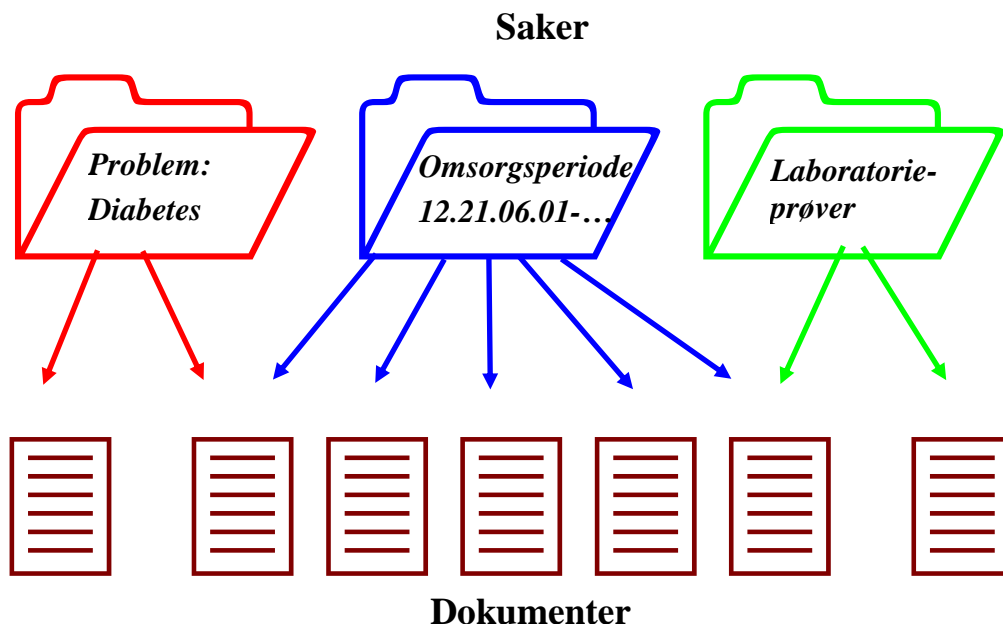 Saker
Problem:
Diabetes
Omsorgsperiode
12.21.06.01-…
Laboratorie-
prøver
Dokumenter